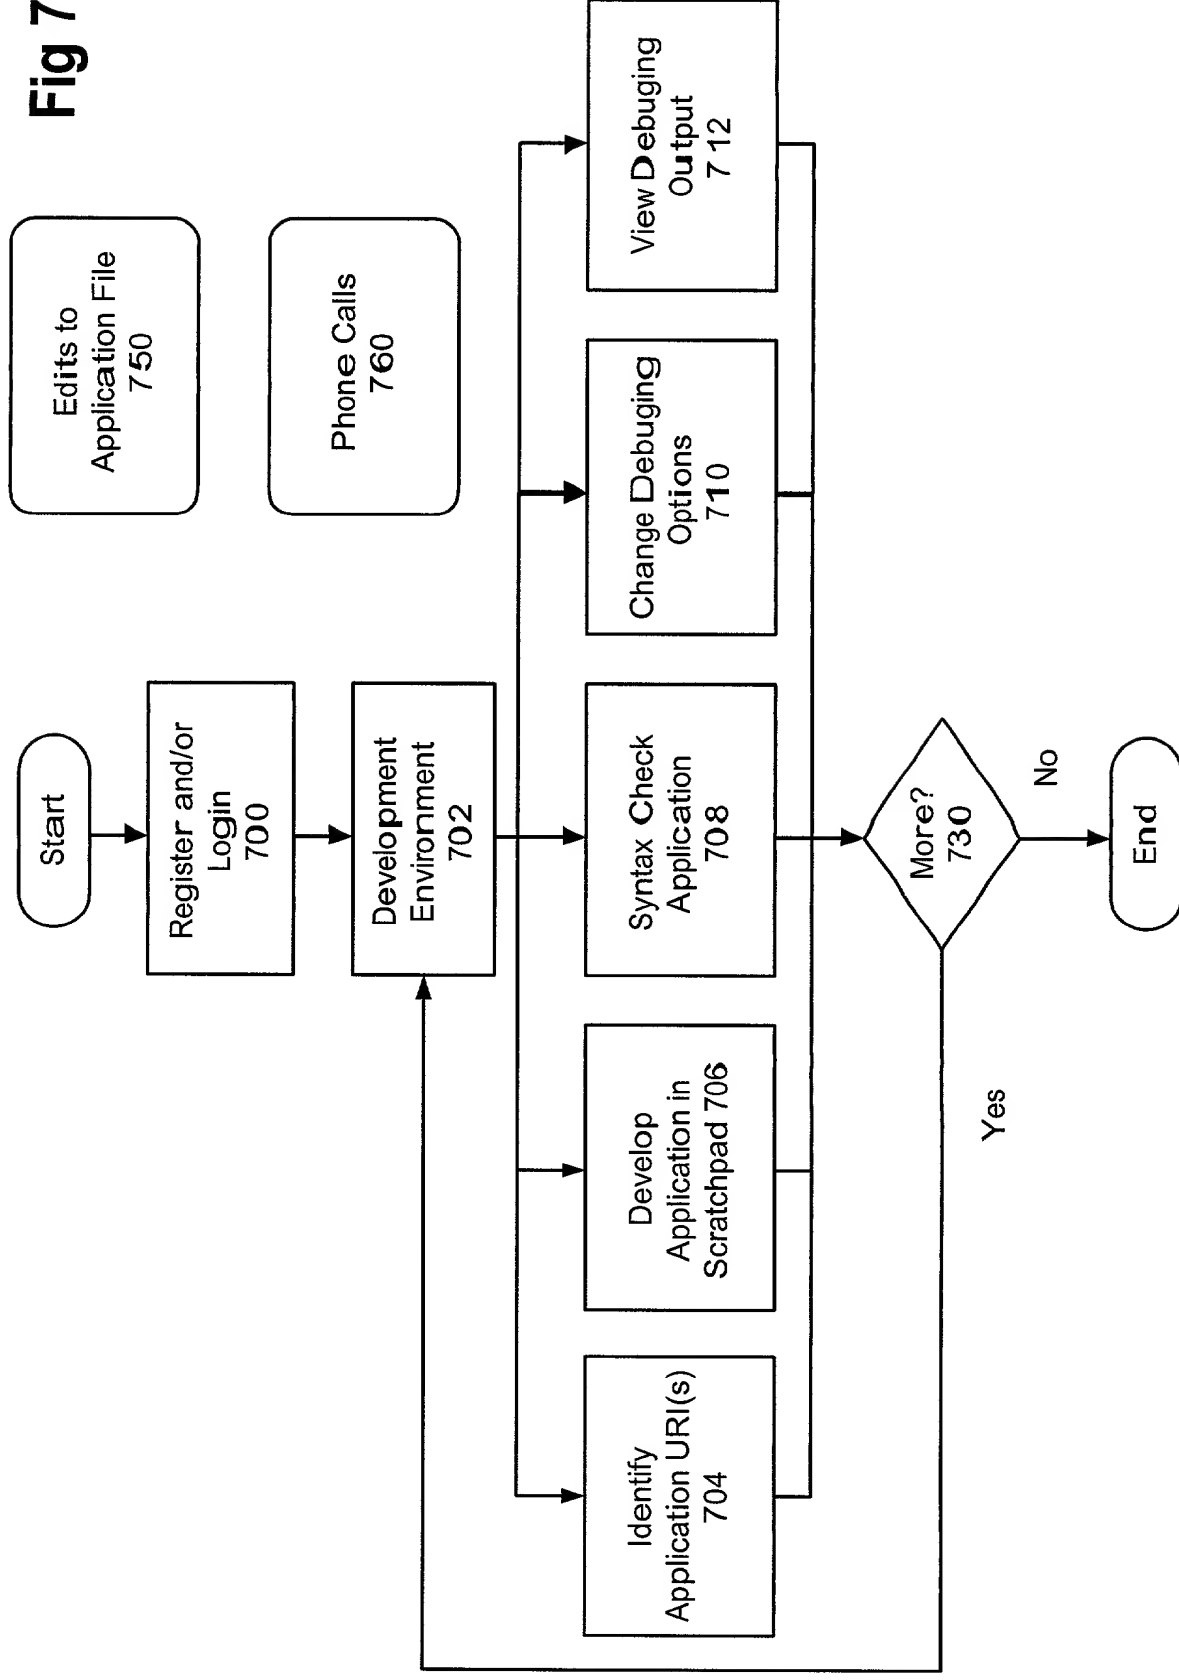 Fig 7
Edits to
Application File
750
Phone Calls
760
Start
Register and/or
Login
700
Development
Environment
702
Identify
Application URI(s)
704
Develop
Application in
Scratchpad 706
Syntax Check
Application
708
Change Debuging
Options
710
View Debuging
Output
712
More?
730
Yes
No
End